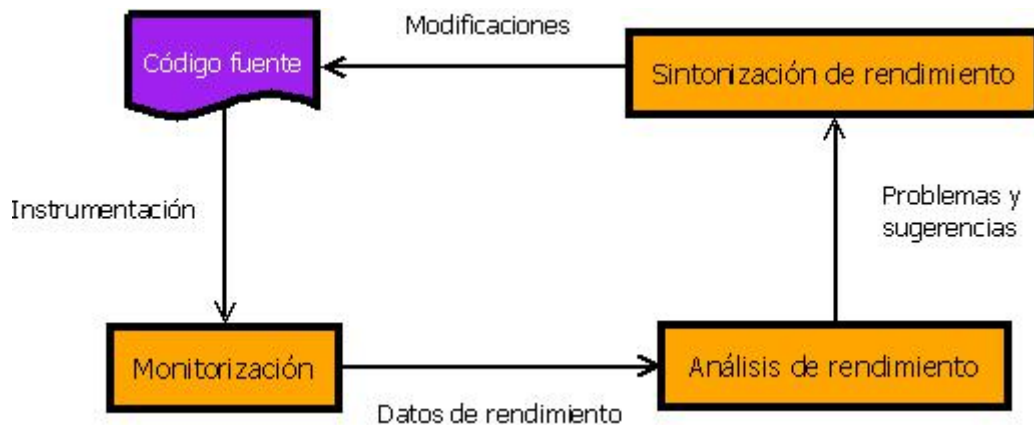 Modificaciones
Código fuente
Sintonización de rendimiento
Instrumentación
Problemas y
sugerencias
Monitorización
Análisis de rendimiento
Datos de rendimiento